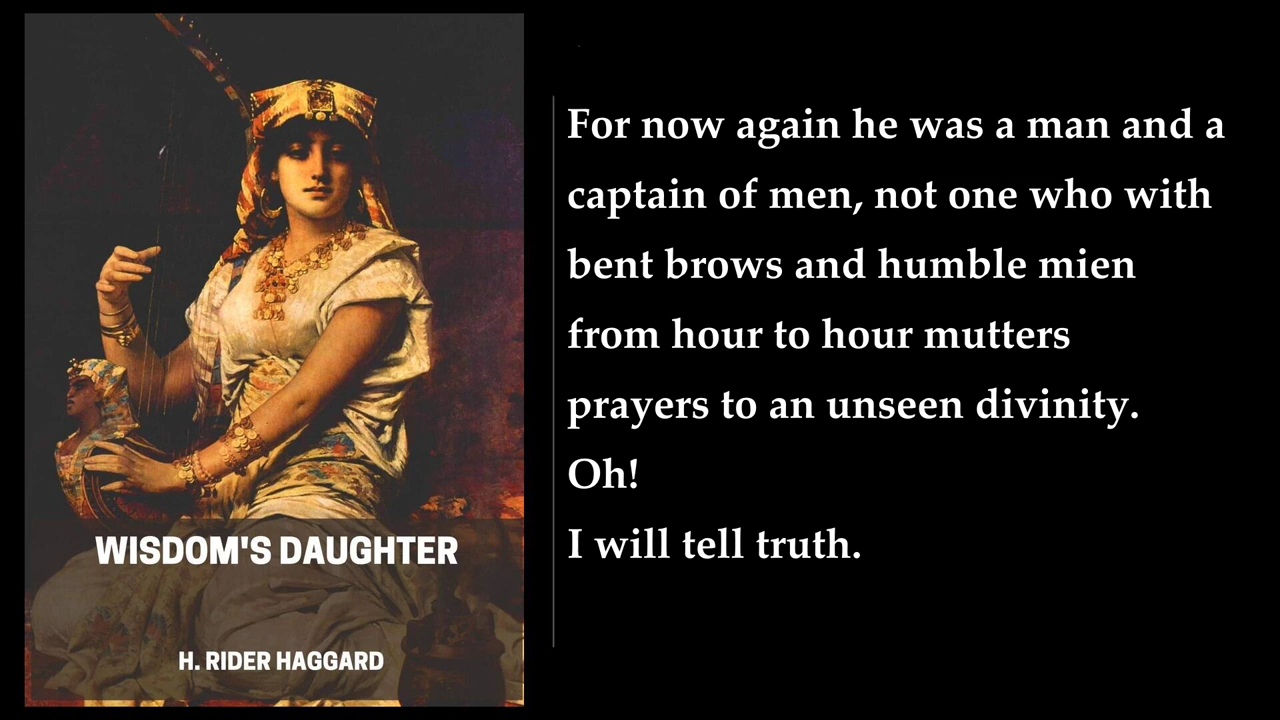 WISDOM'S DAUGHTER
H. RIDER HAGGARD
For now again he was a man and a
captain of men, not one who with
bent brows and humble mien
from hour to hour mutters
prayers to an unseen divinity.
Oh!
I will tell truth.